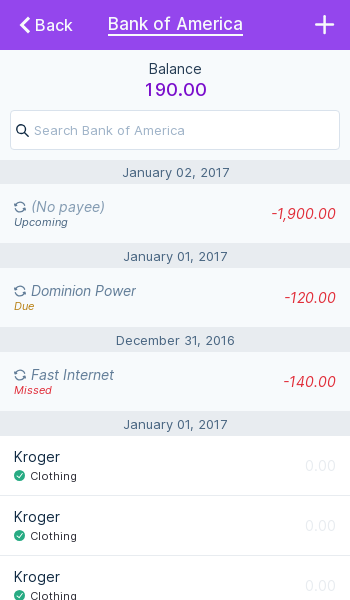 Back
Bank of America
Balance
190.00
Search Bank of America
January 02, 2017
(No payee)
-1,900.00
Upcoming
January 01, 2017
Dominion Power
-120.00
Due
December 31, 2016
Fast Internet
-140.00
Missed
January 01, 2017
Kroger
0.00
Clothing
Kroger
0.00
Clothing
Kroger
0.00
Clothing